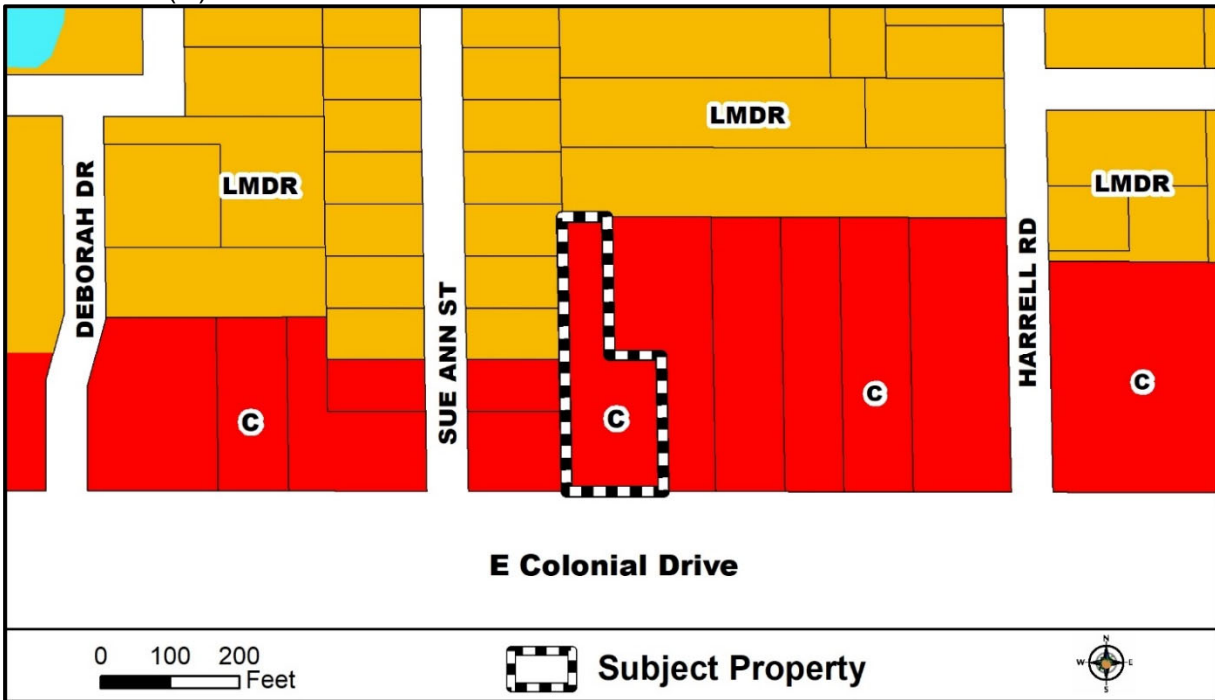 LMDR
LMDR
LMDR
DEBORAH DR
SUE ANN ST
HARRELL RD
C
C
C
C
E Colonial Drive
0 100 200
Feet
Subject Property
N
W E
S